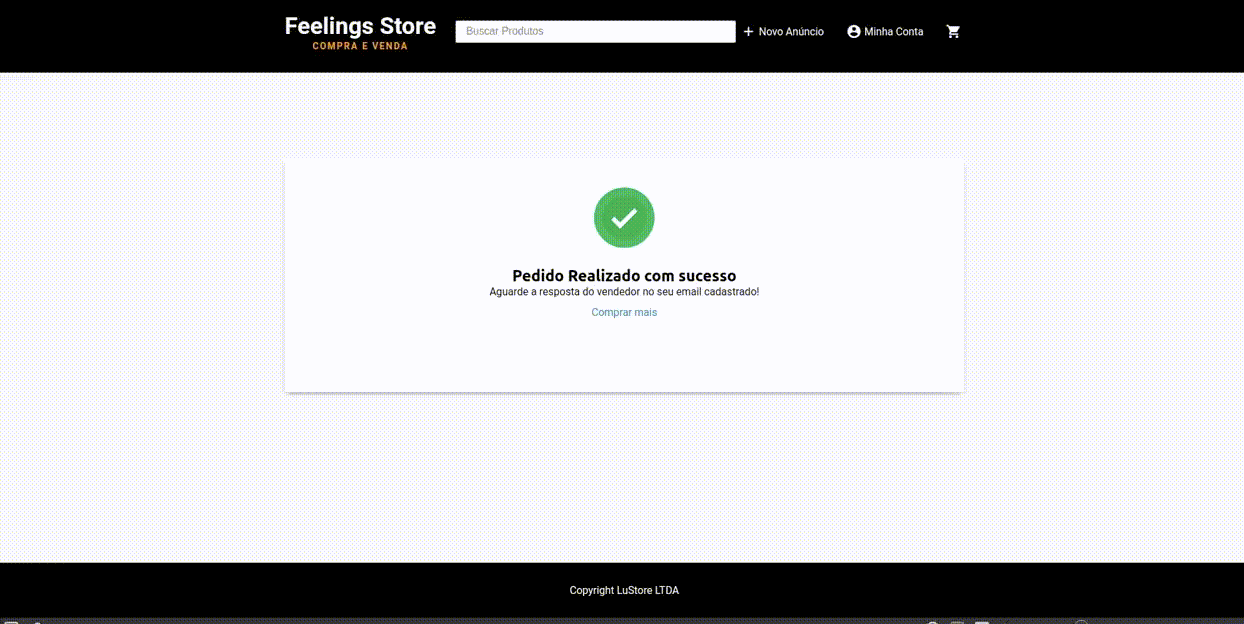 Feelings Store
COMPRA E VENDA
Buscar Produtos
Novo Anúncio
Minha Conta
Pedido Realizado com sucesso
Aguarde a resposta do vendedor no seu email cadastrado!
Comprar mais
Copyright LuStore LTDA